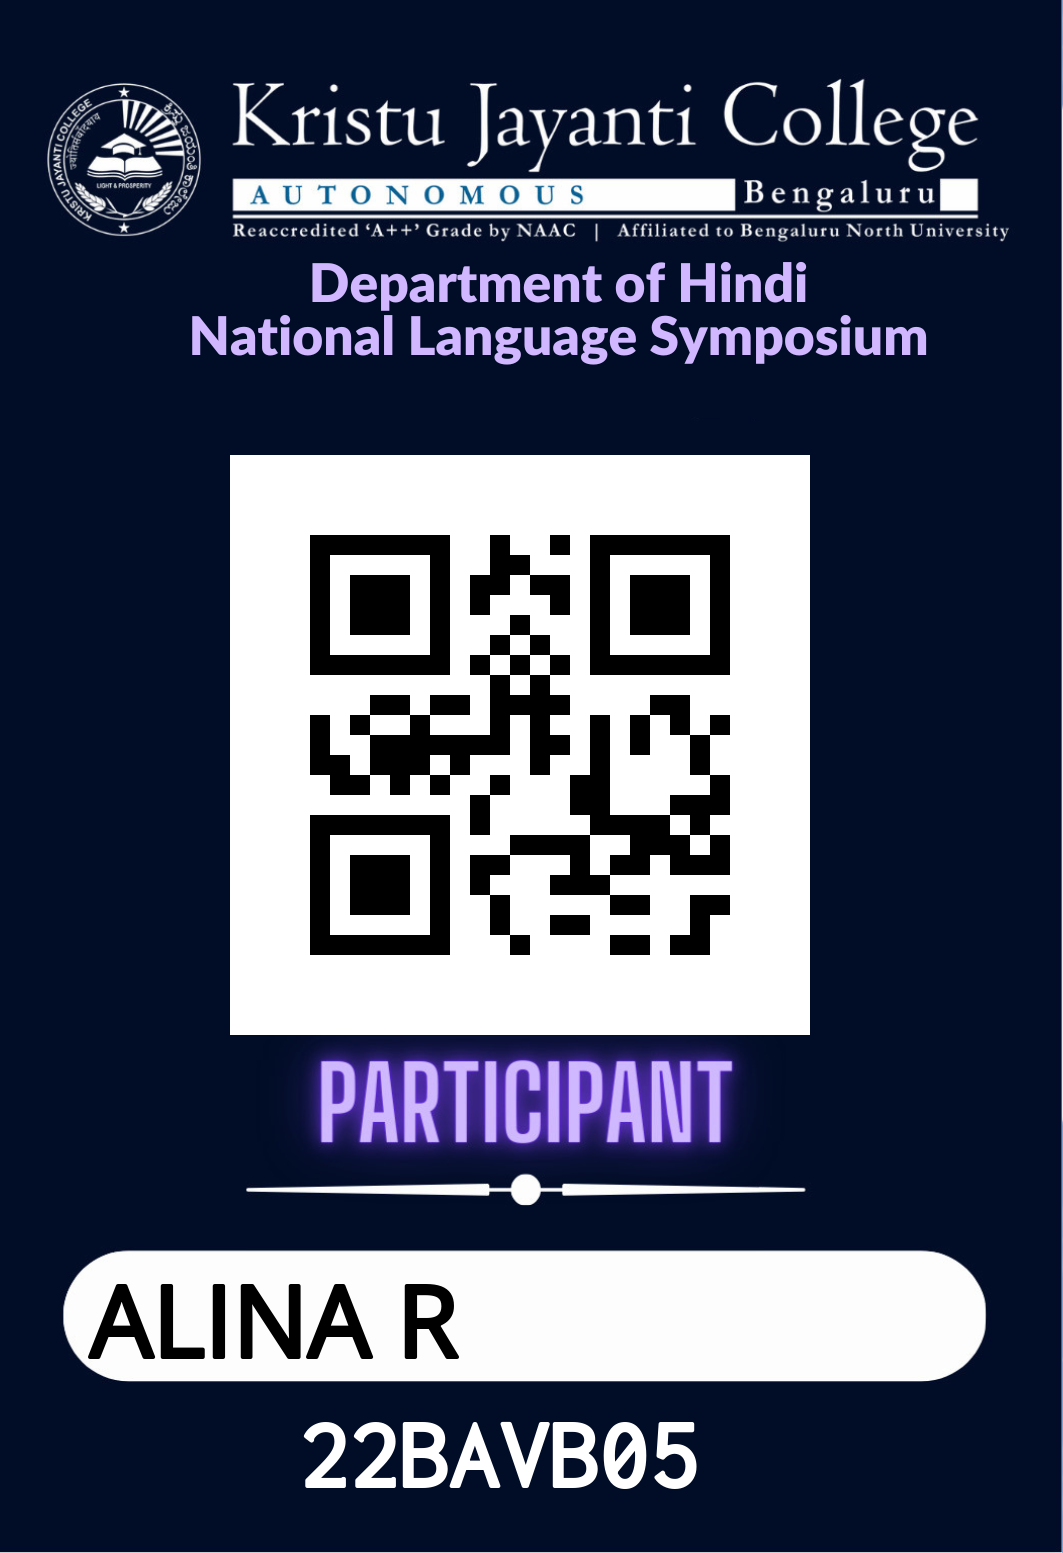 KRISTU JAYANTI COLLEGE
LIGHT & PROSPERITY
Kristu Jayanti College
AUTONOMOUS Bengaluru
Reaccredited ‘A++’ Grade by NAAC | Affiliated to Bengaluru North University
Department of Hindi
National Language Symposium
PARTICIPANT
ALINA R
22BAVB05